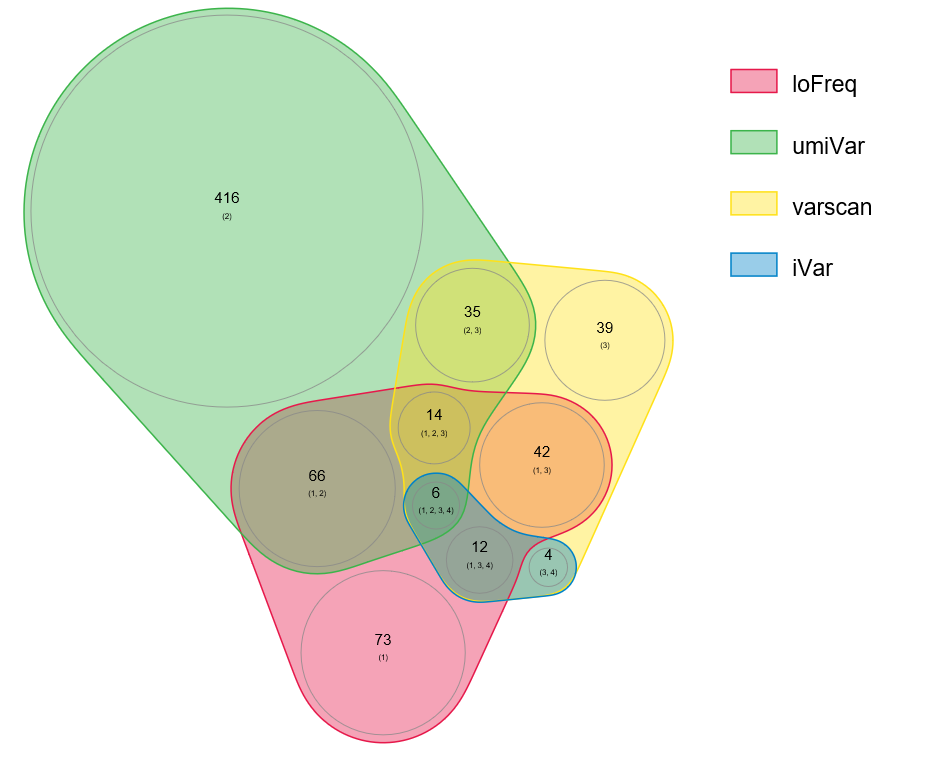 loFreq
umiVar
varscan
iVar
416
(2)
35
(2, 3)
39
(3)
14
(1, 2, 3)
42
(1, 3)
66
(1, 2)
6
(1, 2, 3, 4)
12
(1, 3, 4)
4
(3, 4)
73
(1)